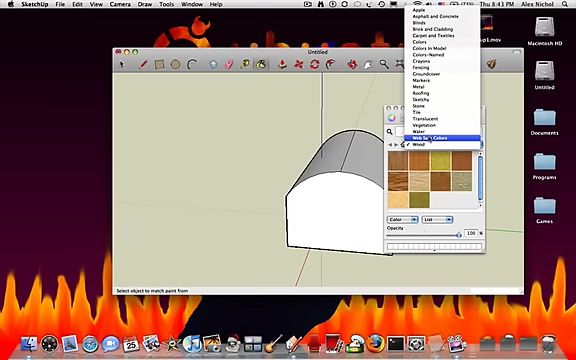 SketchUp File Edit View Camera Draw Tools Window Help
Thu 8:43 PM Alex Nichol
Apple
Asphalt and Concrete
Blinds
Brick and Cladding
Carpet and Textiles
Colors
Colors In Model
Colors-Named
Crayons
Fencing
Groundcover
Markers
Metal
Roofing
Sketchy
Stone
Tile
Translucent
Vegetation
Water
Web Safe Colors
✓ Wood
Untitled
Color
List
Opacity
100 %
Select object to match paint from
up1.mov
Macintosh HD
Untitled
Documents
Programs
Games